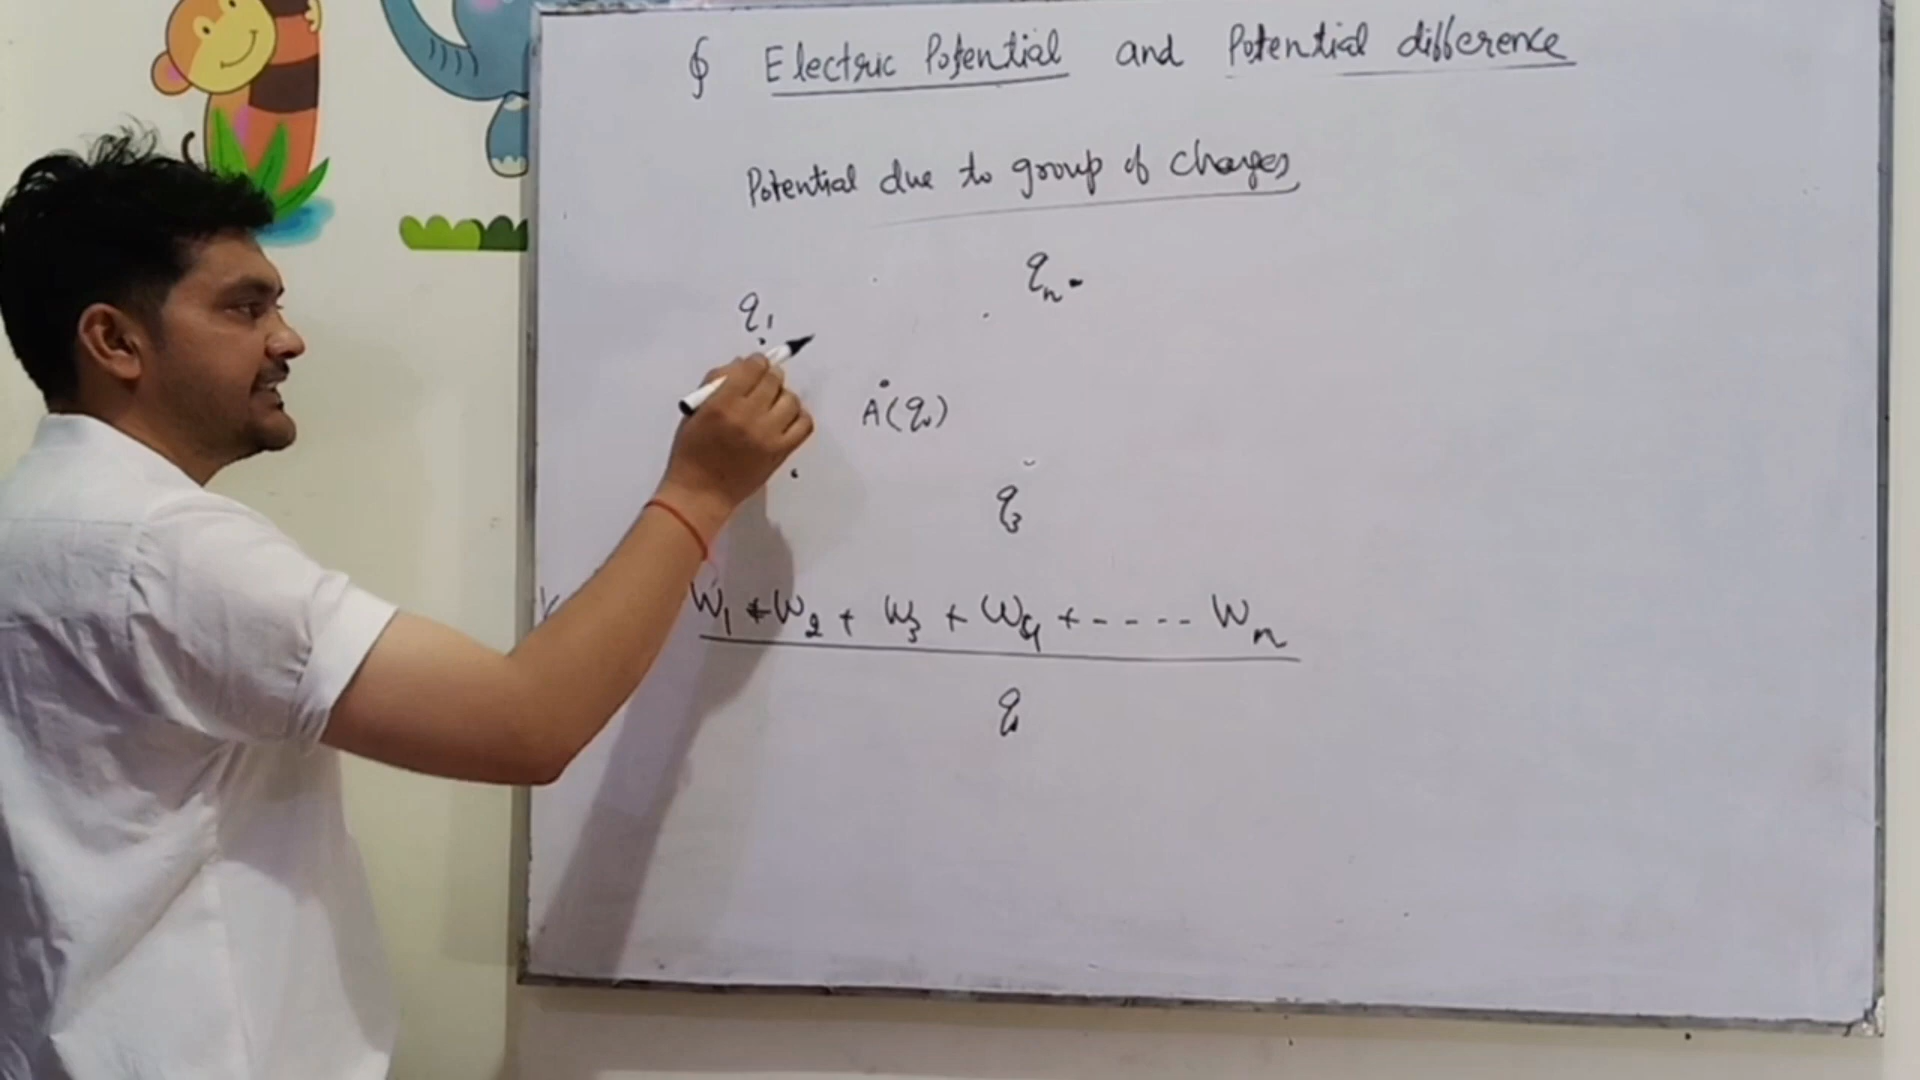 ∮ Electric Potential and Potential difference
Potential due to group of charges
qn
q1
A(q0)
q3
W1 + W2 + W3 + W4 + ----- Wn
q0